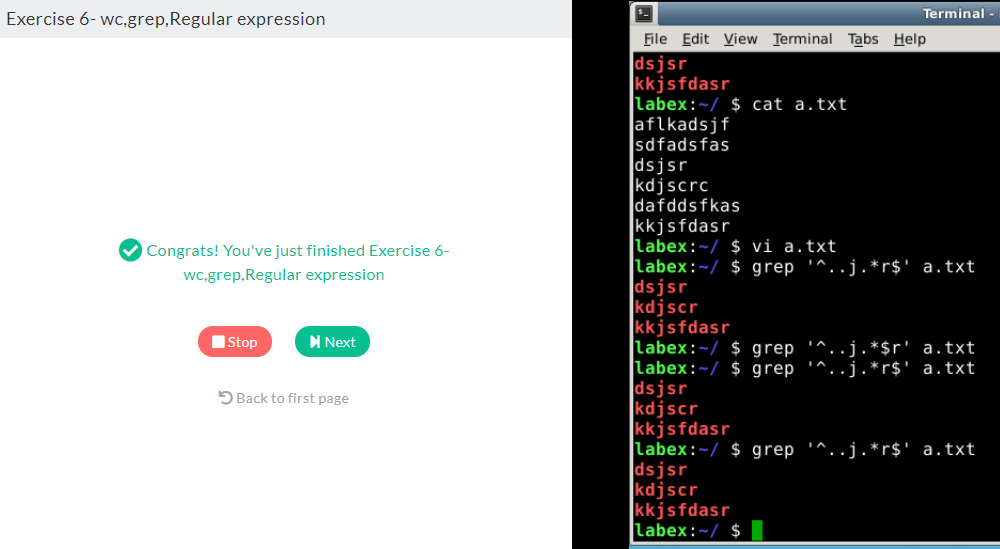 Exercise 6- wc,grep,Regular expression
Congrats! You've just finished Exercise 6-
wc,grep,Regular expression
Stop
Next
Back to first page
Terminal -
File Edit View Terminal Tabs Help
dsjsr
kkjsfdasr
labex:~/ $ cat a.txt
aflkadsjf
sdfadsfas
dsjsr
kdjscrc
dafddsfkas
kkjsfdasr
labex:~/ $ vi a.txt
labex:~/ $ grep '^..j.*r$' a.txt
dsjsr
kdjscr
kkjsfdasr
labex:~/ $ grep '^..j.*$r' a.txt
labex:~/ $ grep '^..j.*r$' a.txt
dsjsr
kdjscr
kkjsfdasr
labex:~/ $ grep '^..j.*r$' a.txt
dsjsr
kdjscr
kkjsfdasr
labex:~/ $